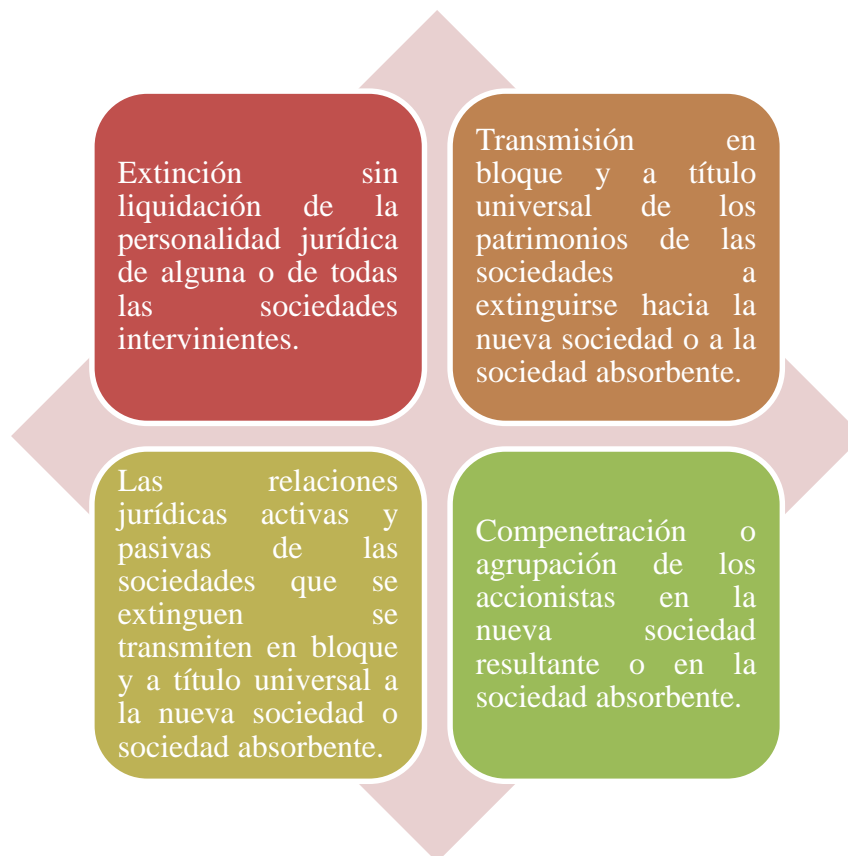 Extinción sin
liquidación de la
personalidad jurídica
de alguna o de todas
las sociedades
intervinientes.
Transmisión en
bloque y a título
universal de los
patrimonios de las
sociedades a
extinguirse hacia la
nueva sociedad o a la
sociedad absorbente.
Las relaciones
jurídicas activas y
pasivas de las
sociedades que se
extinguen se
transmiten en bloque
y a título universal a
la nueva sociedad o
sociedad absorbente.
Compenetración o
agrupación de los
accionistas en la
nueva sociedad
resultante o en la
sociedad absorbente.